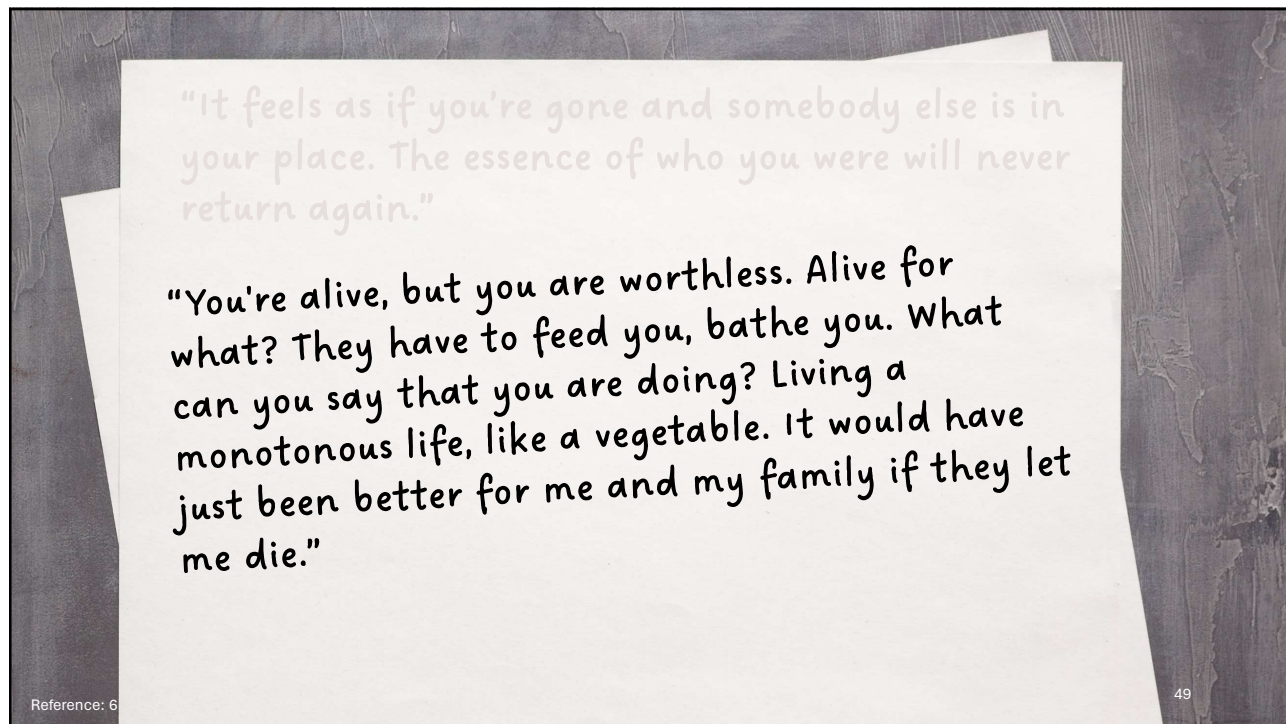 “It feels as if you’re gone and somebody else is in
your place. The essence of who you were will never
return again.”
“You're alive, but you are worthless. Alive for
what? They have to feed you, bathe you. What
can you say that you are doing? Living a
monotonous life, like a vegetable. It would have
just been better for me and my family if they let
me die.”
Reference: 6
49